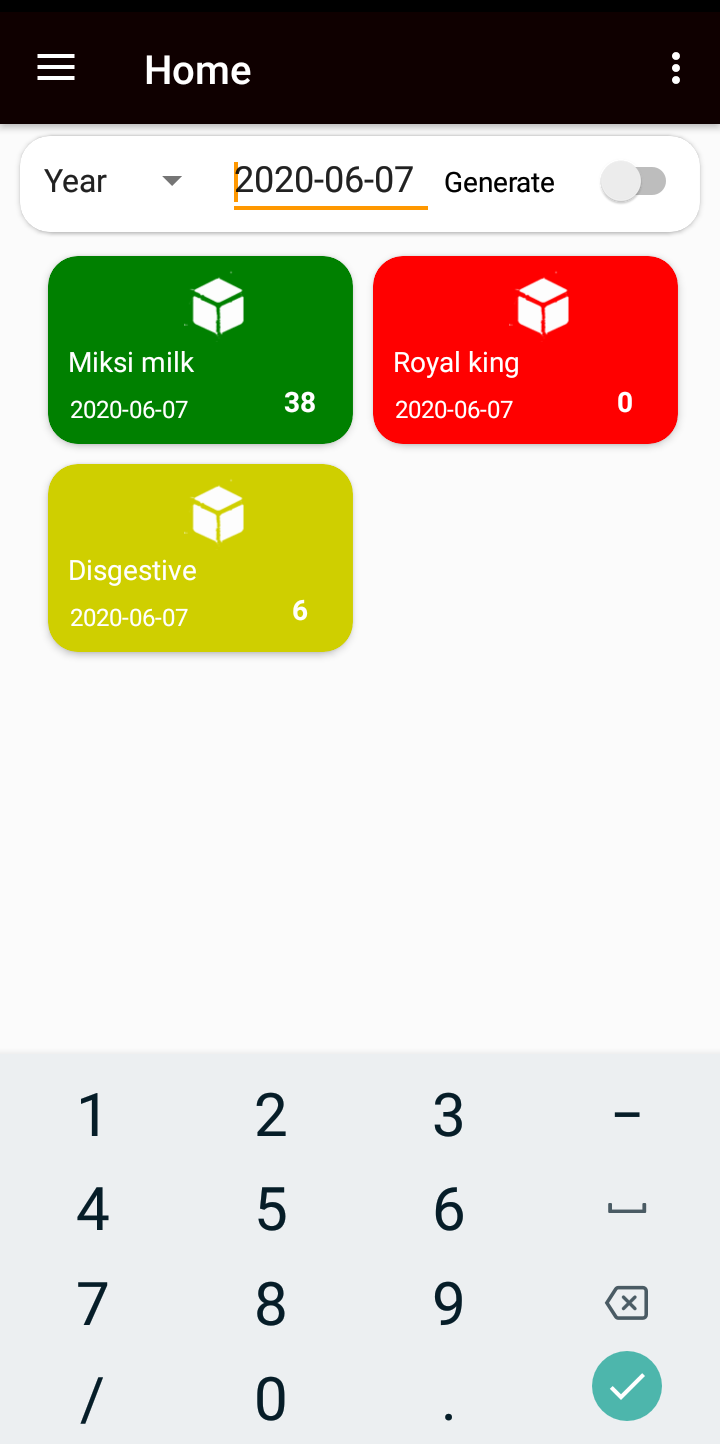 Home
Year 2020-06-07 Generate
Miksi milk
2020-06-07 38
Royal king
2020-06-07 0
Disgestive
2020-06-07 6
1 2 3 –
4 5 6
7 8 9
/ 0 .